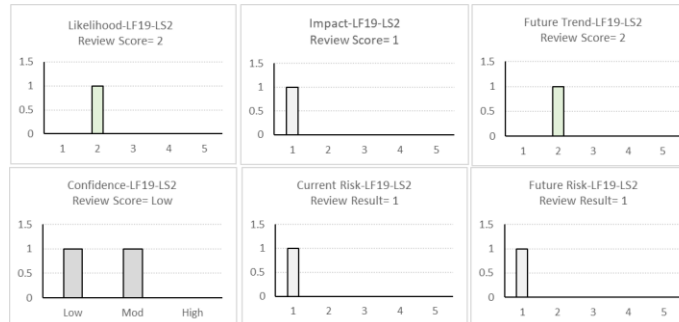 Likelihood-LF19-LS2
Review Score= 2
1.5
1
0.5
0
1 2 3 4 5
Impact-LF19-LS2
Review Score= 1
1.5
1
0.5
0
1 2 3 4 5
Future Trend-LF19-LS2
Review Score= 2
1.5
1
0.5
0
1 2 3 4 5
Confidence-LF19-LS2
Review Score= Low
1.5
1
0.5
0
Low Mod High
Current Risk-LF19-LS2
Review Result= 1
1.5
1
0.5
0
1 2 3 4 5
Future Risk-LF19-LS2
Review Result= 1
1.5
1
0.5
0
1 2 3 4 5